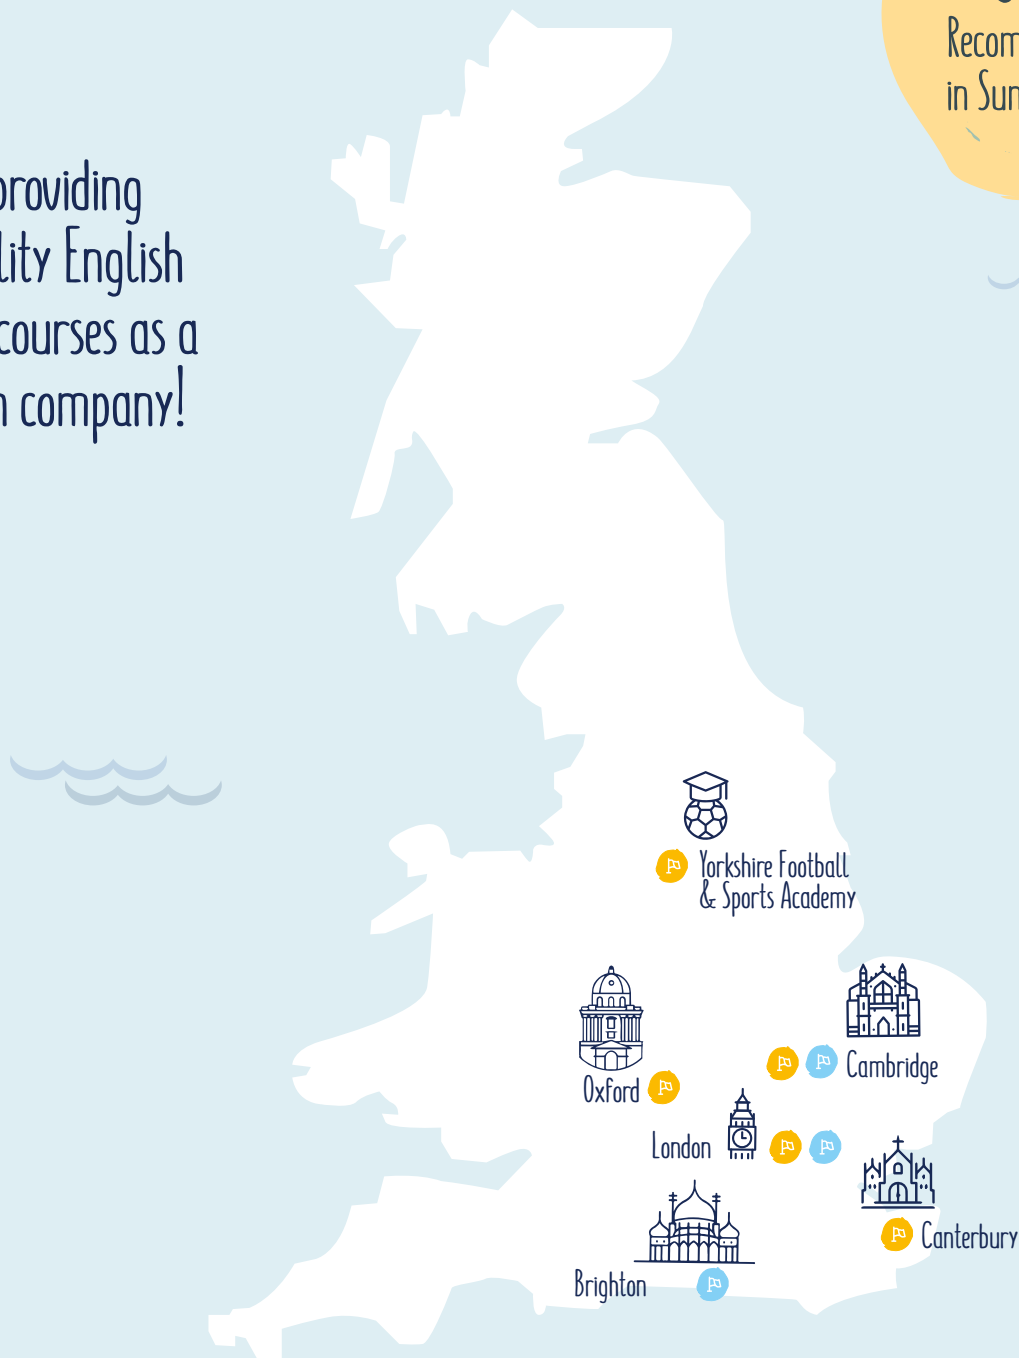 Recom
in Sun
providing
lity English
courses as a
n company!
Yorkshire Football
& Sports Academy
Oxford
Cambridge
London
Canterbury
Brighton